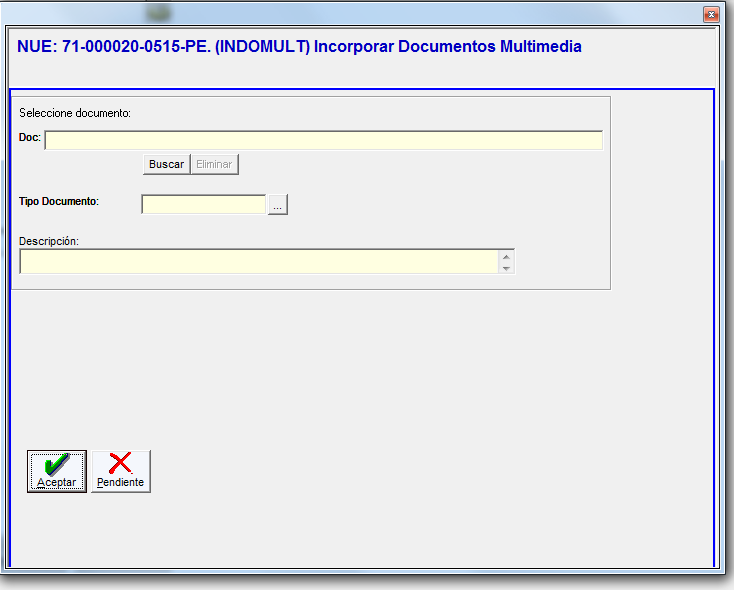 NUE: 71-000020-0515-PE. (INDOMULT) Incorporar Documentos Multimedia
Seleccione documento:
Doc:
Buscar Eliminar
Tipo Documento: ...
Descripción:
Aceptar Pendiente